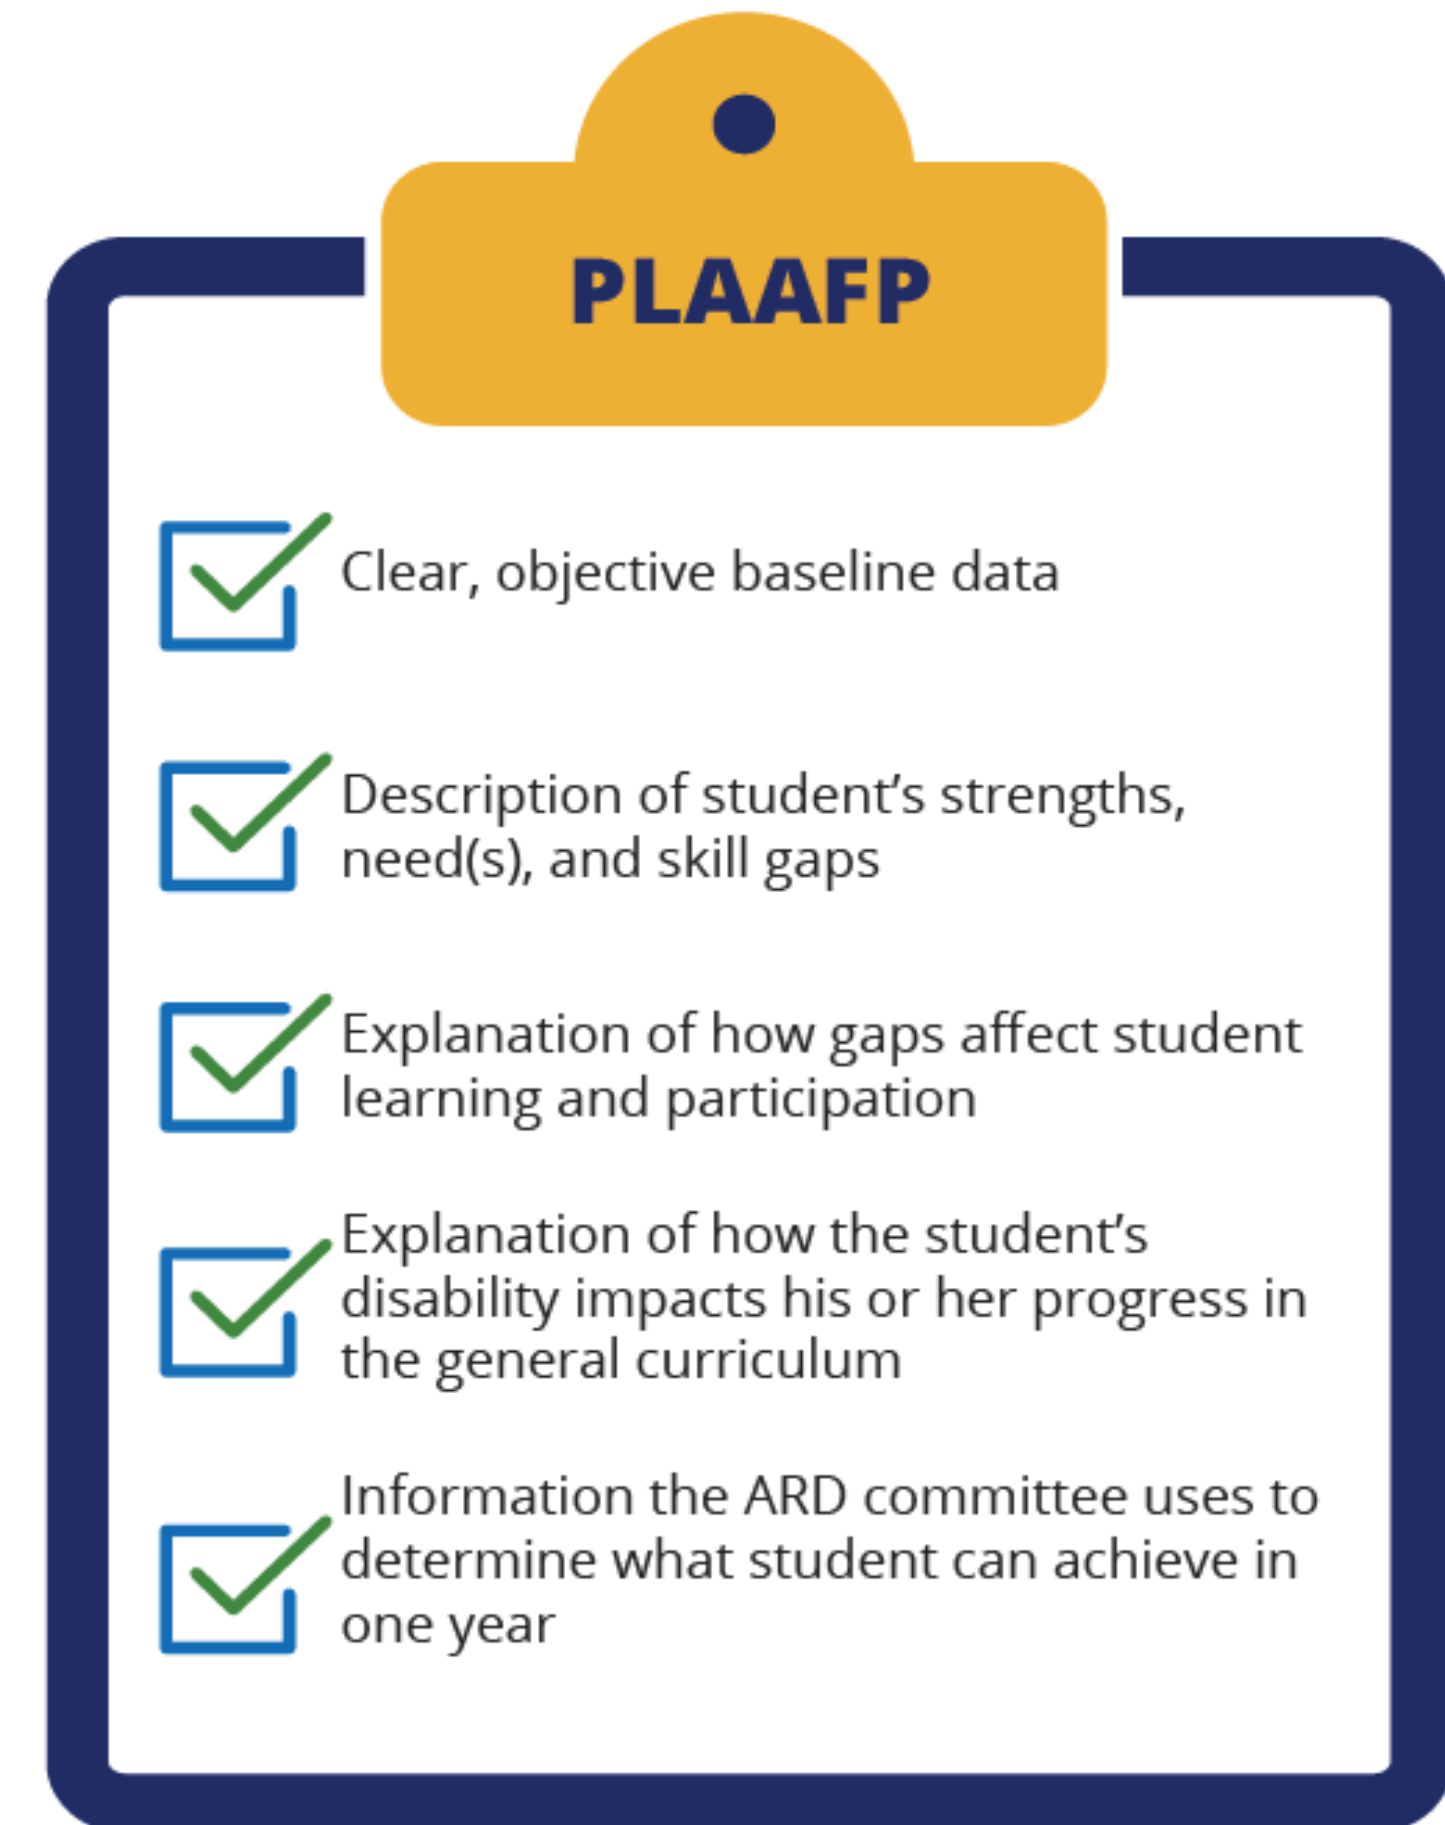 PLAAFP
Clear, objective baseline data
Description of student’s strengths,
need(s), and skill gaps
Explanation of how gaps affect student
learning and participation
Explanation of how the student’s
disability impacts his or her progress in
the general curriculum
Information the ARD committee uses to
determine what student can achieve in
one year